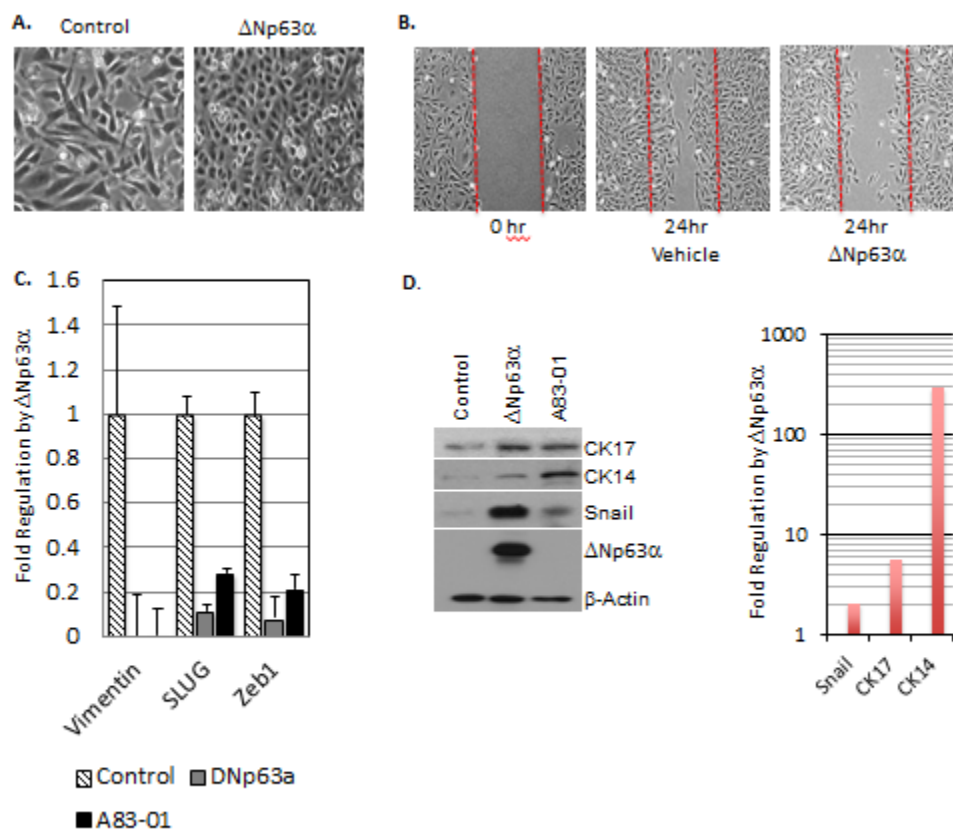 A.
Control
ΔNp63α
B.
0 hr
24hr
Vehicle
24hr
ΔNp63α
C.
Fold Regulation by ΔNp63α
1.6
1.4
1.2
1
0.8
0.6
0.4
0.2
0
Vimentin
SLUG
Zeb1
Control
DNp63a
A83-01
D.
Control
ΔNp63α
A83-01
CK17
CK14
Snail
ΔNp63α
β-Actin
Fold Regulation by ΔNp63α
1000
100
10
1
Snail
CK17
CK14